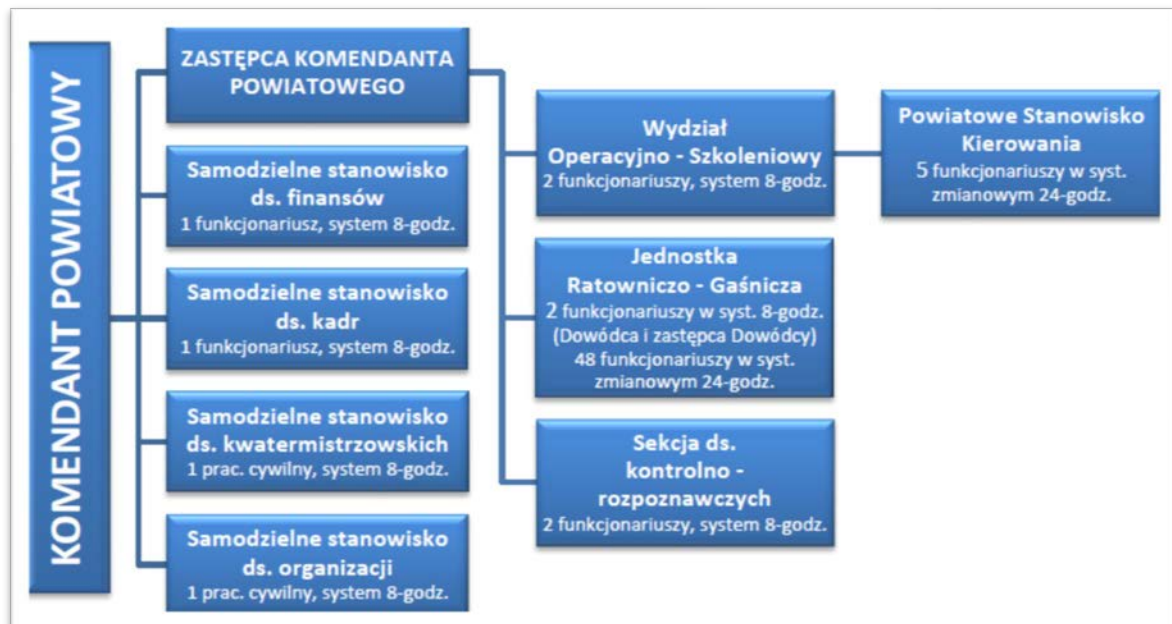 KOMENDANT POWIATOWY
ZASTĘPCA KOMENDANTA
POWIATOWEGO
Samodzielne stanowisko
ds. finansów
1 funkcjonariusz, system 8-godz.
Samodzielne stanowisko
ds. kadr
1 funkcjonariusz, system 8-godz.
Samodzielne stanowisko
ds. kwatermistrzowskich
1 prac. cywilny, system 8-godz.
Samodzielne stanowisko
ds. organizacji
1 prac. cywilny, system 8-godz.
Wydział
Operacyjno - Szkoleniowy
2 funkcjonariuszy, system 8-godz.
Jednostka
Ratowniczo - Gaśnicza
2 funkcjonariuszy w syst. 8-godz.
(Dowódca i zastępca Dowódcy)
48 funkcjonariuszy w syst.
zmianowym 24-godz.
Sekcja ds.
kontrolno -
rozpoznawczych
2 funkcjonariuszy, system 8-godz.
Powiatowe Stanowisko
Kierowania
5 funkcjonariuszy w syst.
zmianowym 24-godz.